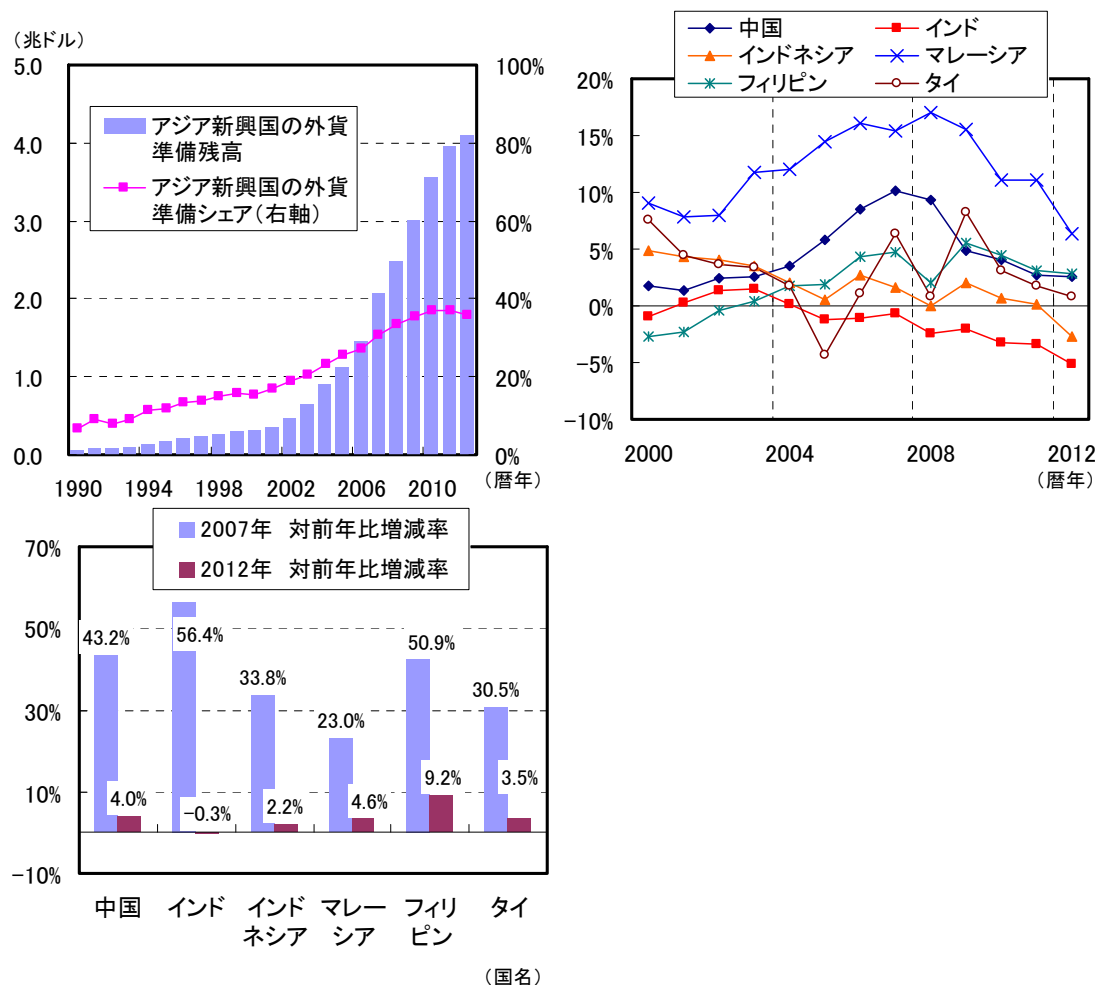 (兆ドル)
5.0
4.0
3.0
2.0
1.0
0.0
100%
80%
60%
40%
20%
0%
アジア新興国の外貨
準備残高
アジア新興国の外貨
準備シェア(右軸)
1990 1994 1998 2002 2006 2010
(暦年)
中国 インド
インドネシア マレーシア
フィリピン タイ
20%
15%
10%
5%
0%
−5%
−10%
2000 2004 2008 2012
(暦年)
2007年 対前年比増減率
2012年 対前年比増減率
70%
50%
30%
10%
−10%
43.2% 56.4% 33.8% 23.0% 50.9% 30.5%
4.0% −0.3% 2.2% 4.6% 9.2% 3.5%
中国 インド インド マレー フィリ タイ
ネシア シア ピン
(国名)